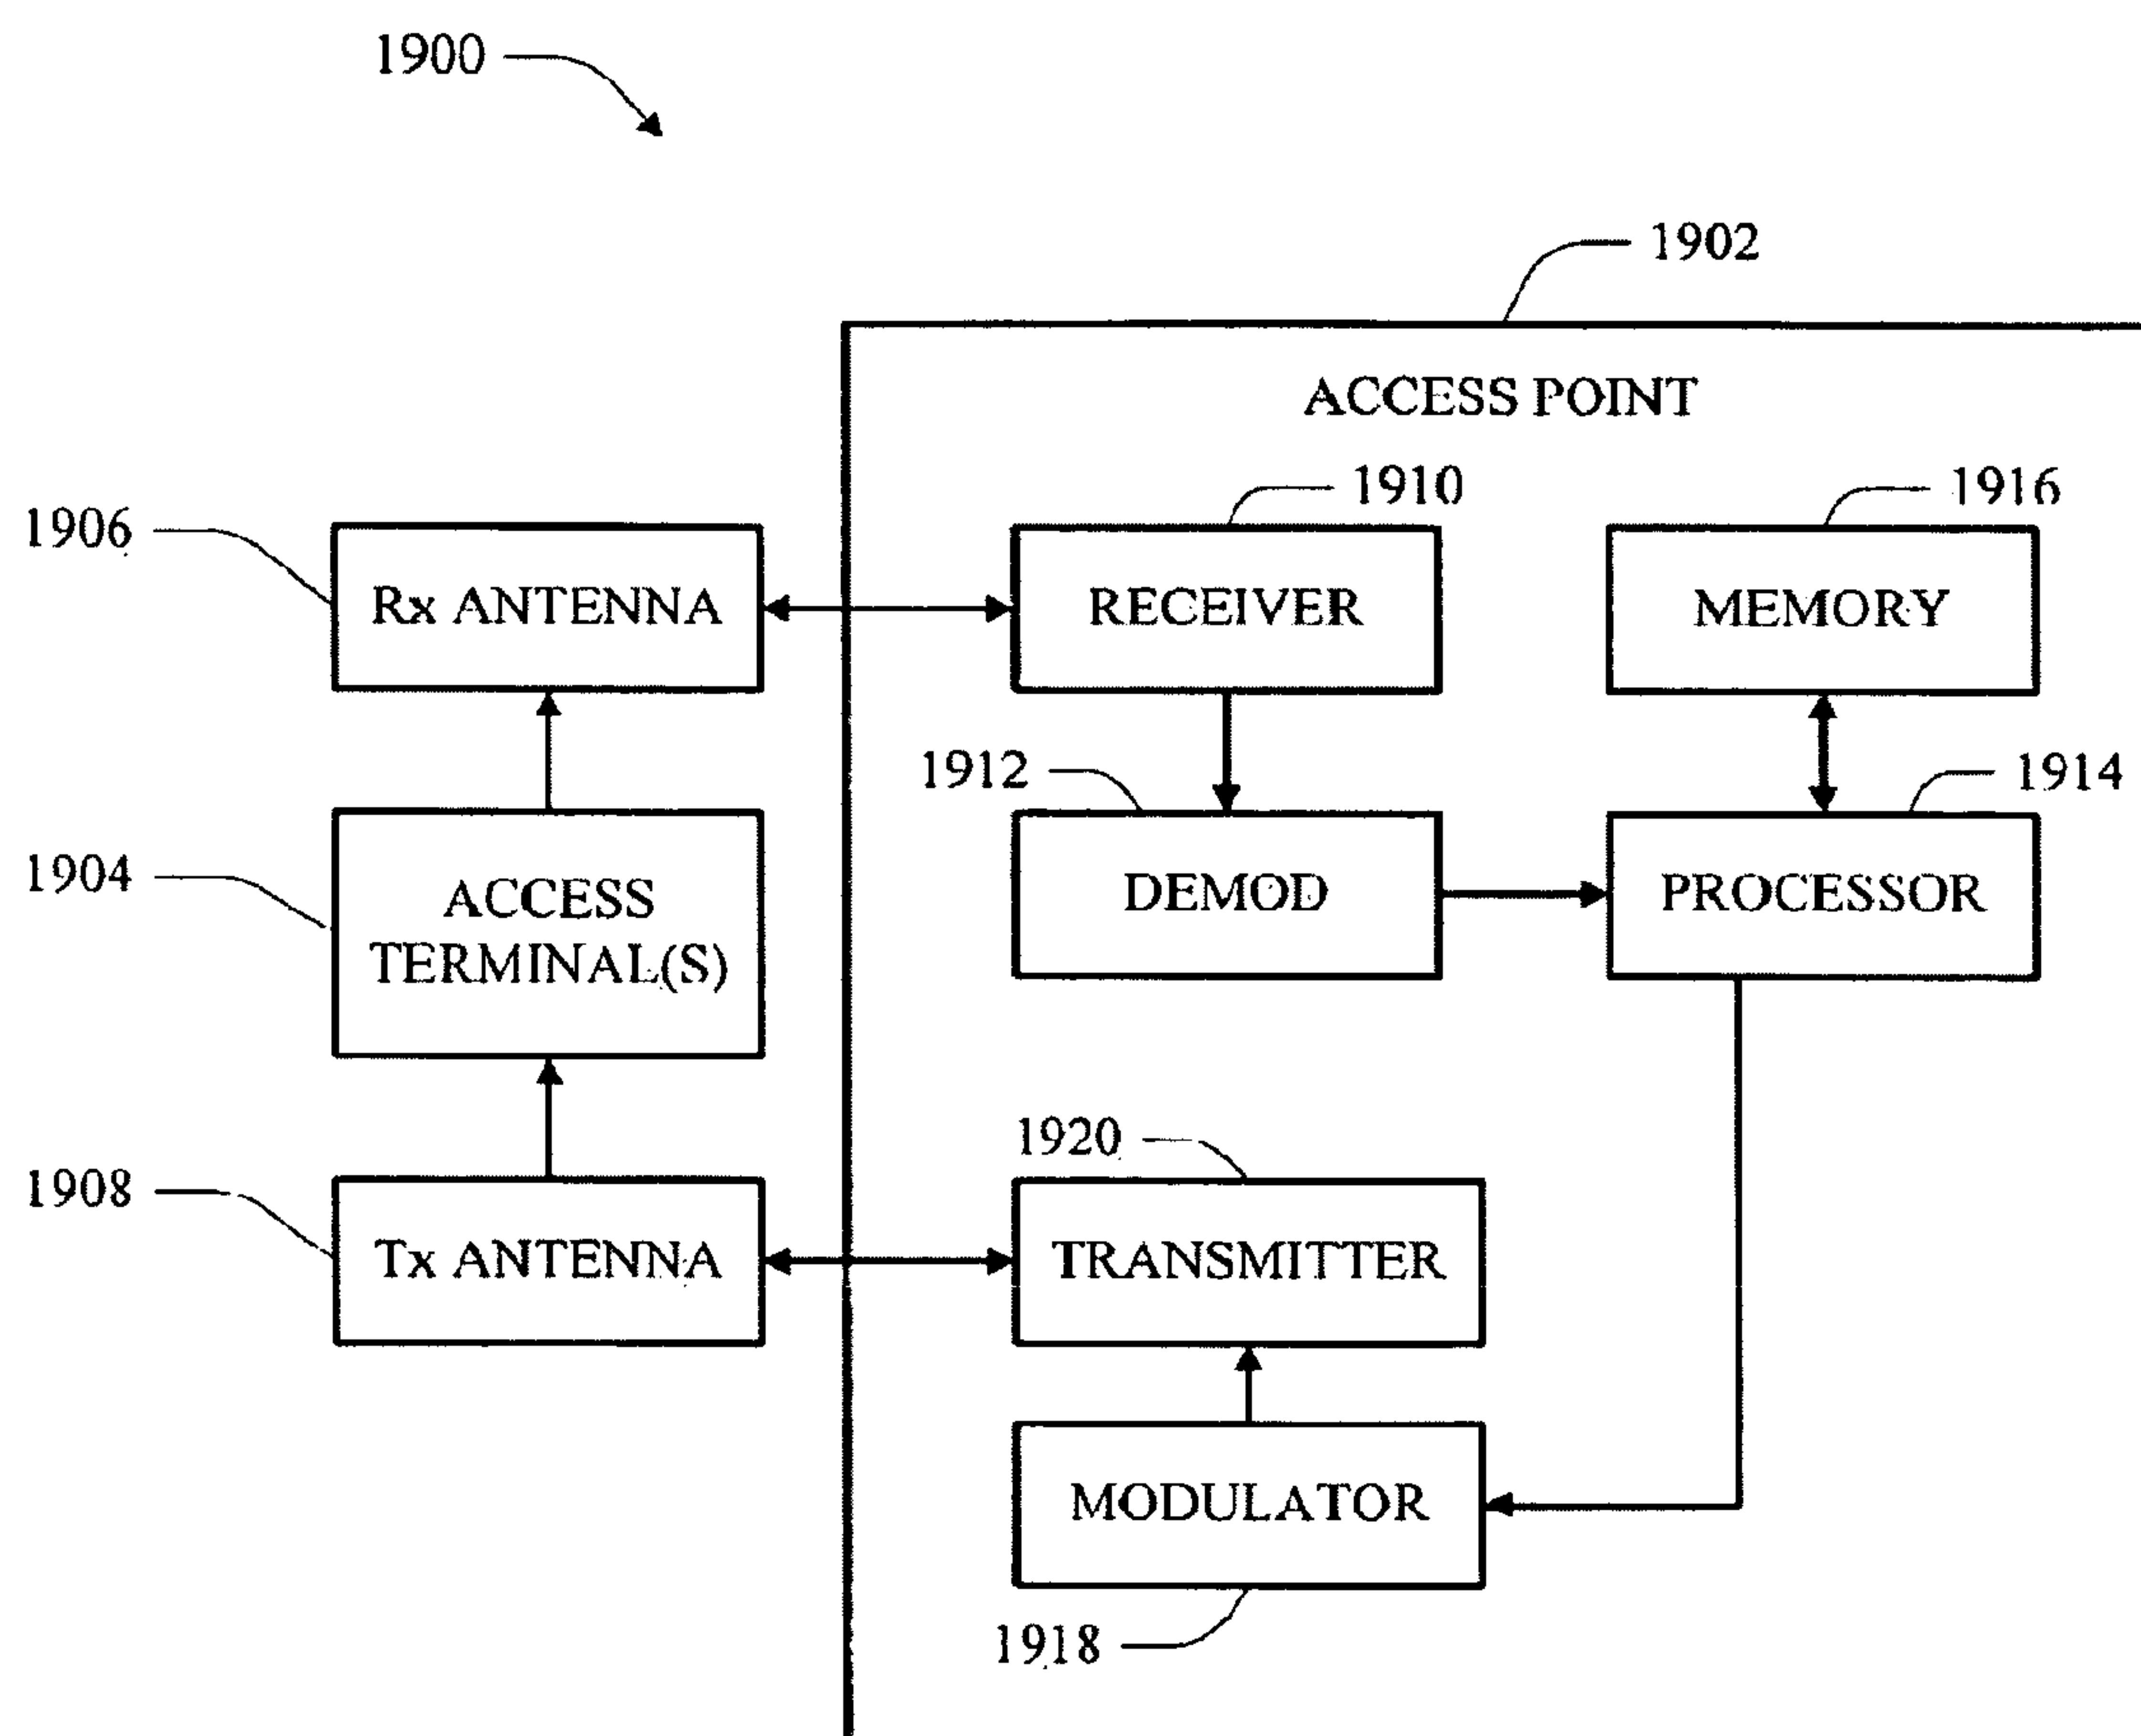 1900
1902
ACCESS POINT
1906
Rx ANTENNA
1910
RECEIVER
1916
MEMORY
1904
ACCESS
TERMINAL(S)
1912
DEMOD
1914
PROCESSOR
1908
Tx ANTENNA
1920
TRANSMITTER
MODULATOR
1918